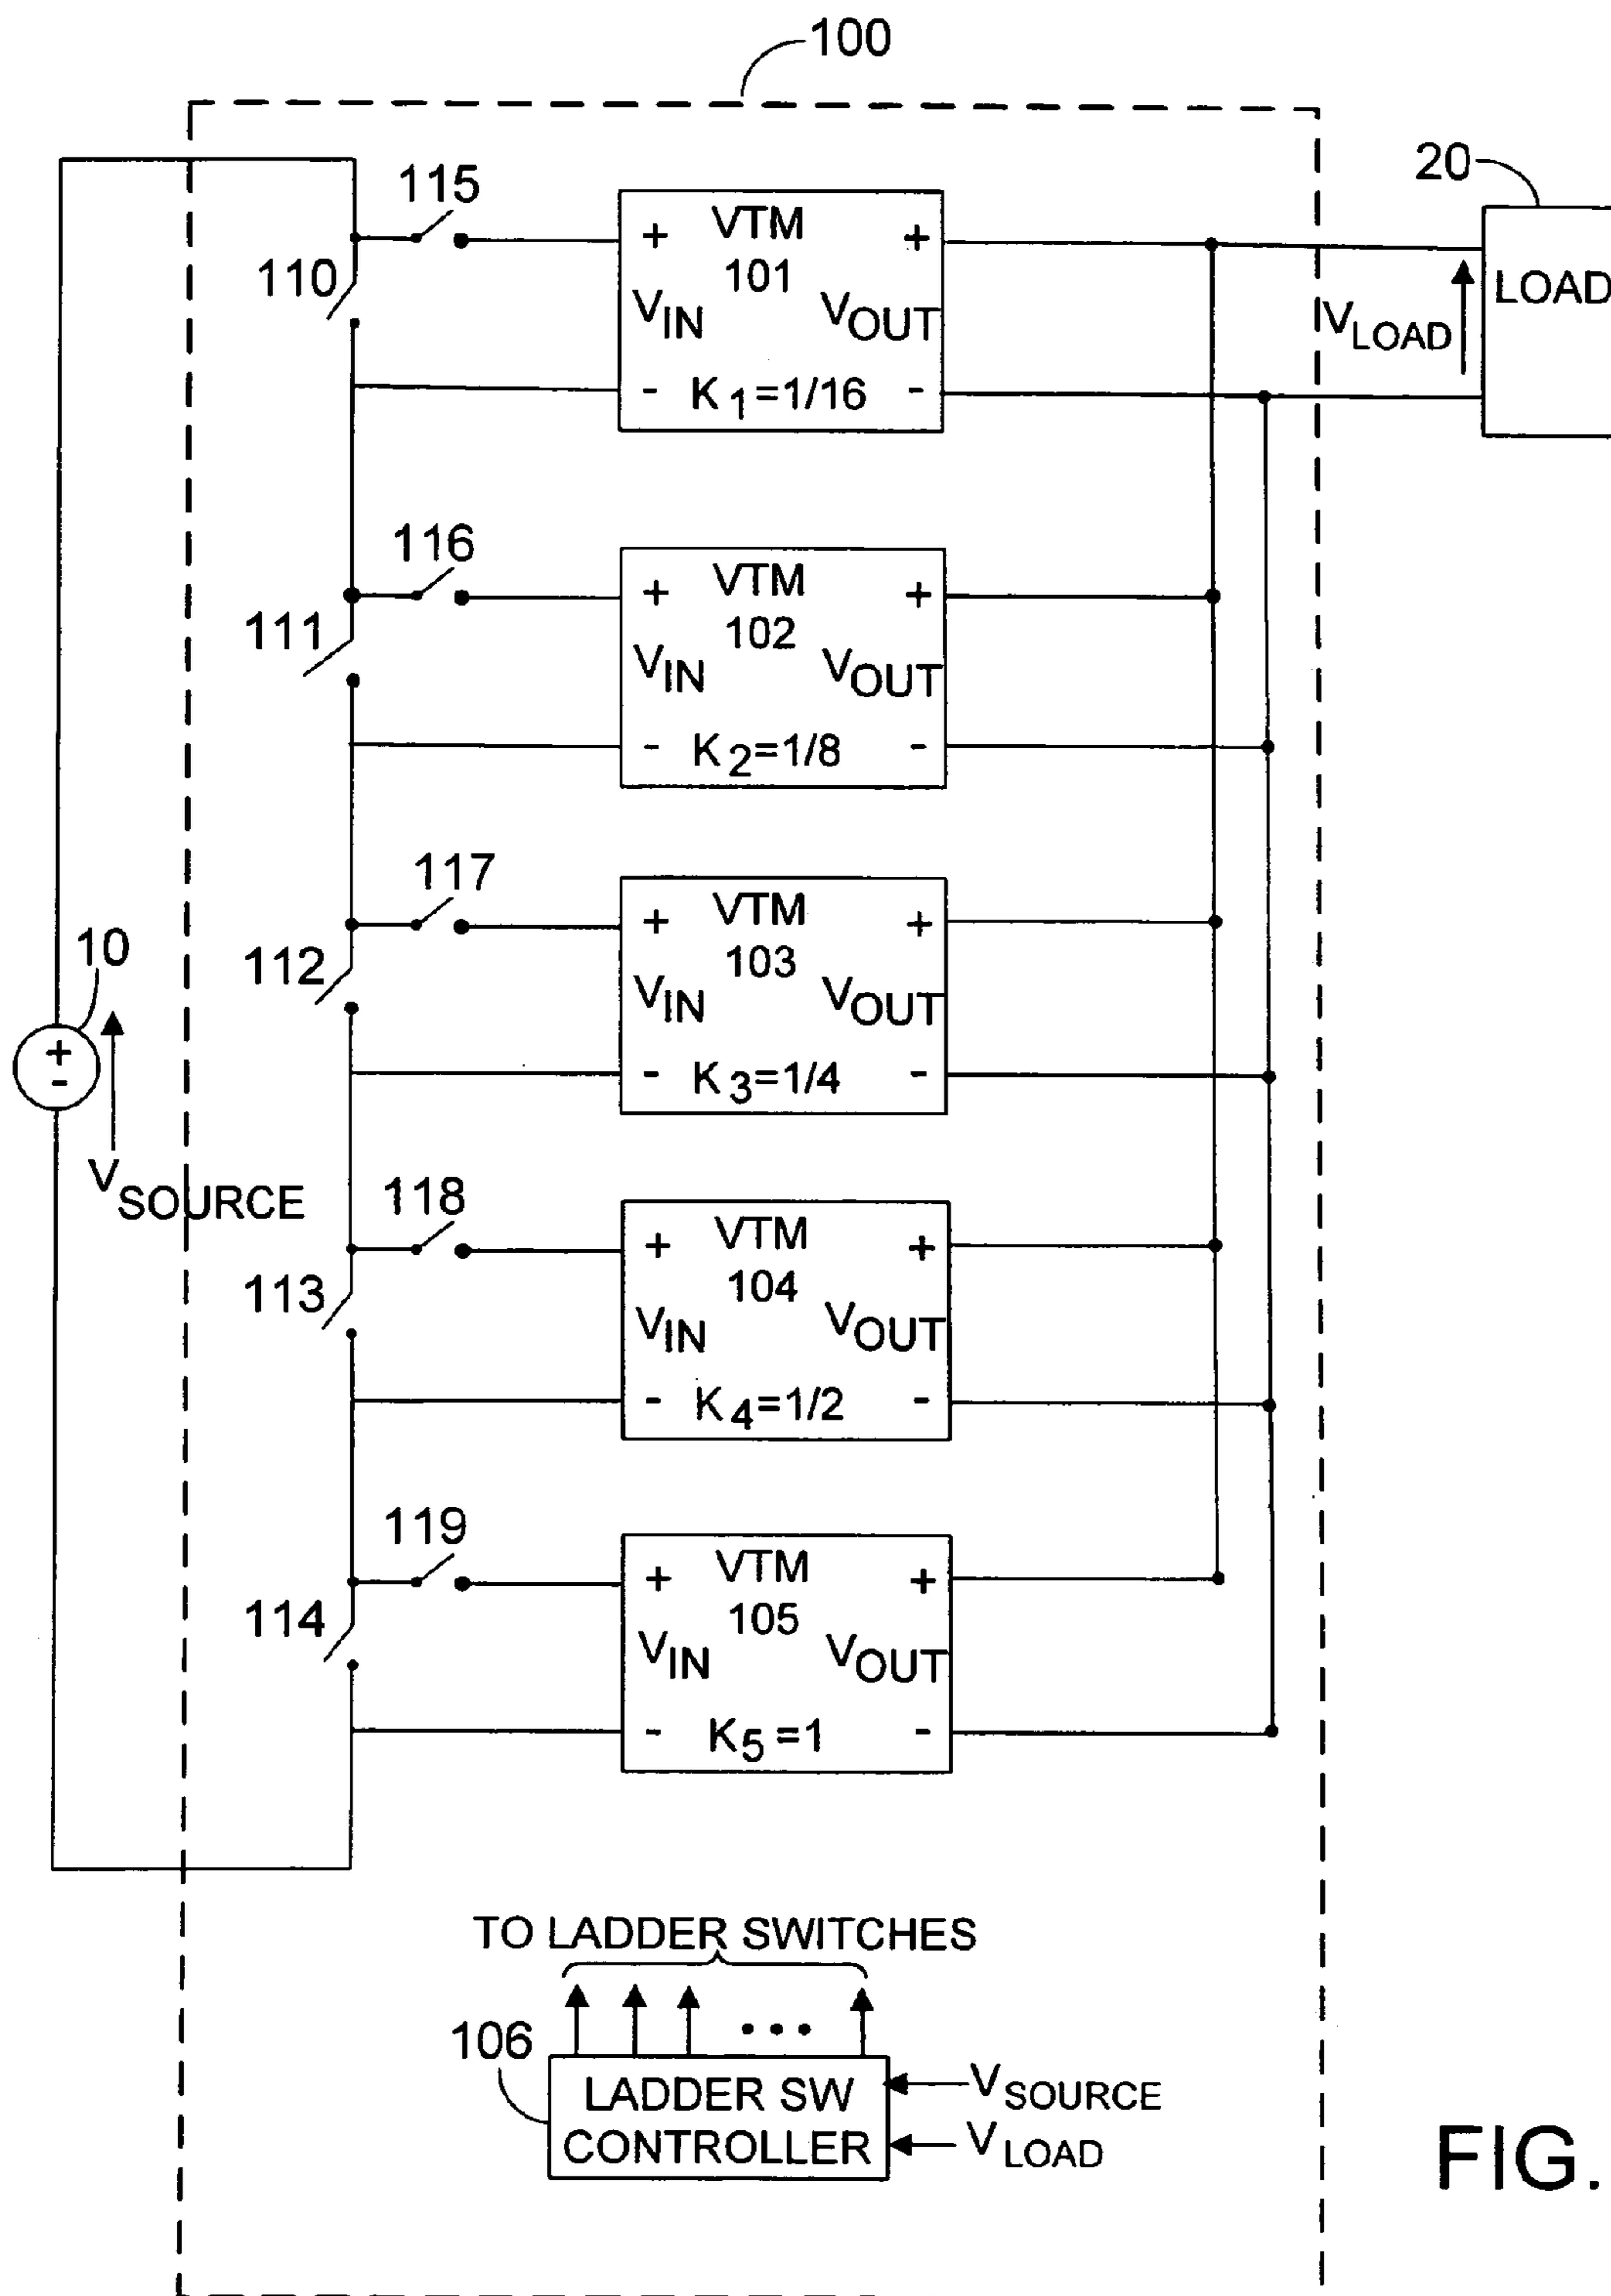 100
20
115
110
+ VTM +
101
VIN VOUT
- K1=1/16 -
VLOAD
LOAD
116
111
+ VTM +
102
VIN VOUT
- K2=1/8 -
117
112
+ VTM +
103
VIN VOUT
- K3=1/4 -
10
+
-
VSOURCE
118
113
+ VTM +
104
VIN VOUT
- K4=1/2 -
119
114
+ VTM +
105
VIN VOUT
- K5=1 -
TO LADDER SWITCHES
...
106
LADDER SW
CONTROLLER
VSOURCE
VLOAD
FIG.